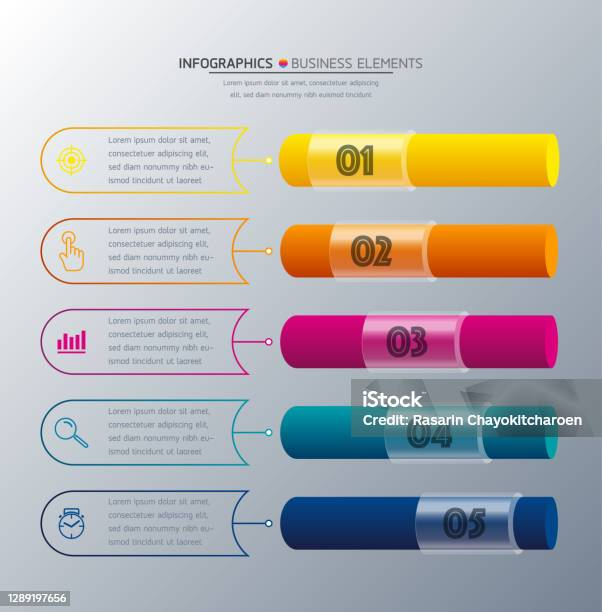 INFOGRAPHICS BUSINESS ELEMENTS
Lorem ipsum dolor sit amet, consectetur adipiscing
elit, sed diam nonummy nibh euismod tincidunt
Lorem ipsum dolor sit amet,
consectetuer adipiscing elit,
sed diam nonummy nibh eu-
ismod tincidunt ut laoreet
01
Lorem ipsum dolor sit amet,
consectetuer adipiscing elit,
sed diam nonummy nibh eu-
ismod tincidunt ut laoreet
02
Lorem ipsum dolor sit amet,
consectetuer adipiscing elit,
sed diam nonummy nibh eu-
ismod tincidunt ut laoreet
03
iStock
Credit: Rasarin Chayokitcharoen
Lorem ipsum dolor sit amet,
consectetuer adipiscing elit,
sed diam nonummy nibh eu-
ismod tincidunt ut laoreet
04
Lorem ipsum dolor sit amet,
consectetuer adipiscing elit,
sed diam nonummy nibh eu-
ismod tincidunt ut laoreet
05
1289197656